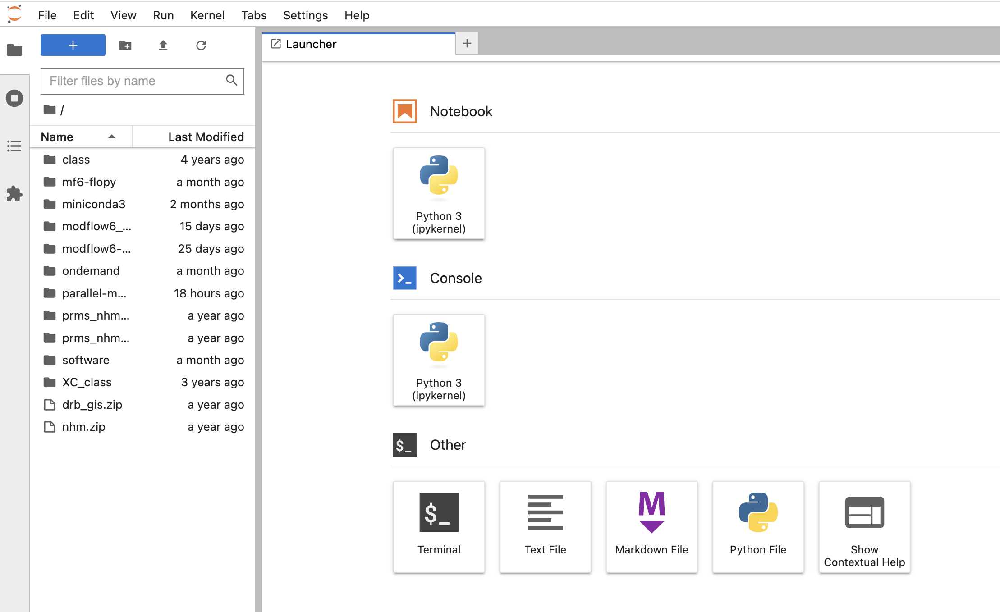 File Edit View Run Kernel Tabs Settings Help
+
Launcher
+
Filter files by name
/
Name Last Modified
class 4 years ago
mf6-flopy a month ago
miniconda3 2 months ago
modflow6_... 15 days ago
modflow6-... 25 days ago
ondemand a month ago
parallel-m... 18 hours ago
prms_nhm... a year ago
prms_nhm... a year ago
software a month ago
XC_class 3 years ago
drb_gis.zip a year ago
nhm.zip a year ago
Notebook
Python 3
(ipykernel)
>_ Console
Python 3
(ipykernel)
$_ Other
$_
Terminal
Text File
M
Markdown File
Python File
Show
Contextual Help